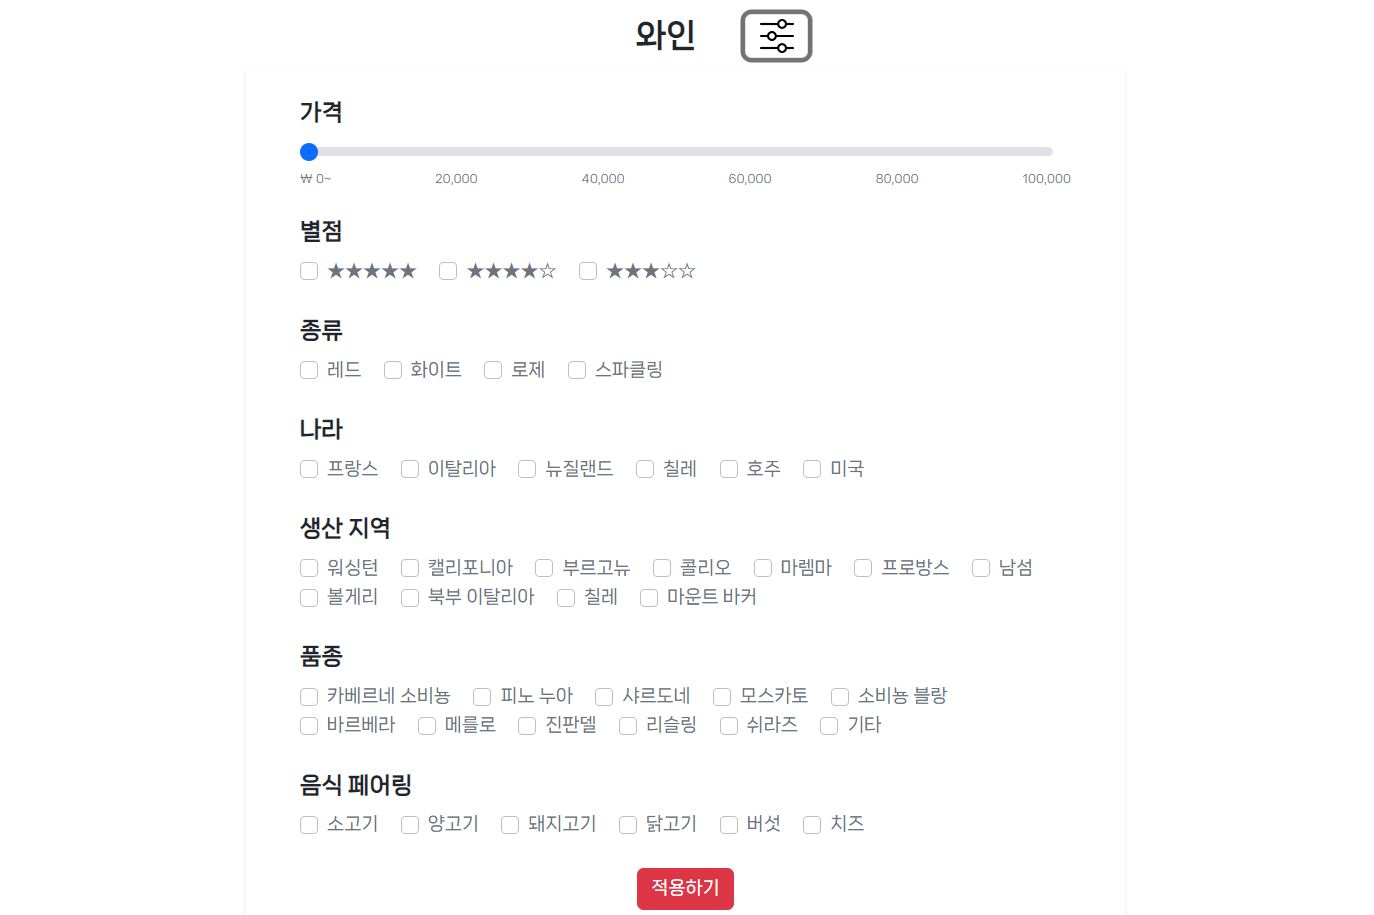 와인
가격
₩ 0~ 20,000 40,000 60,000 80,000 100,000
별점
★★★★★ ★★★★☆ ★★★☆☆
종류
레드 화이트 로제 스파클링
나라
프랑스 이탈리아 뉴질랜드 칠레 호주 미국
생산 지역
워싱턴 캘리포니아 부르고뉴 콜리오 마렘마 프로방스 남섬
볼게리 북부 이탈리아 칠레 마운트 바커
품종
카베르네 소비뇽 피노 누아 샤르도네 모스카토 소비뇽 블랑
바르베라 메를로 진판델 리슬링 쉬라즈 기타
음식 페어링
소고기 양고기 돼지고기 닭고기 버섯 치즈
적용하기